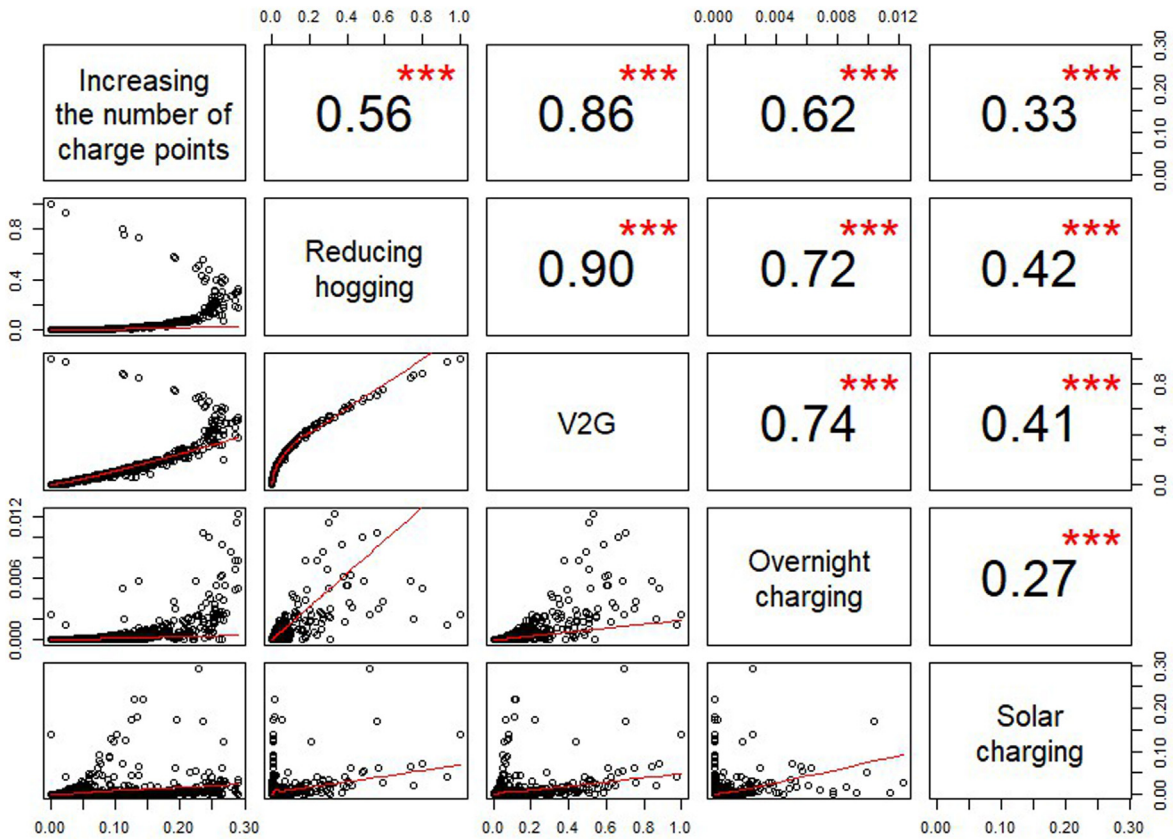 0.0 0.2 0.4 0.6 0.8 1.0 0.000 0.004 0.008 0.012
Increasing
the number of
charge points
***
0.56
***
0.86
***
0.62
***
0.33
0.00 0.10 0.20 0.30
0.0 0.4 0.8
Reducing
hogging
***
0.90
***
0.72
***
0.42
V2G
***
0.74
***
0.41
0.0 0.4 0.8
0.000 0.006 0.012
Overnight
charging
***
0.27
Solar
charging
0.00 0.10 0.20 0.30
0.00 0.10 0.20 0.30 0.0 0.2 0.4 0.6 0.8 1.0 0.00 0.10 0.20 0.30